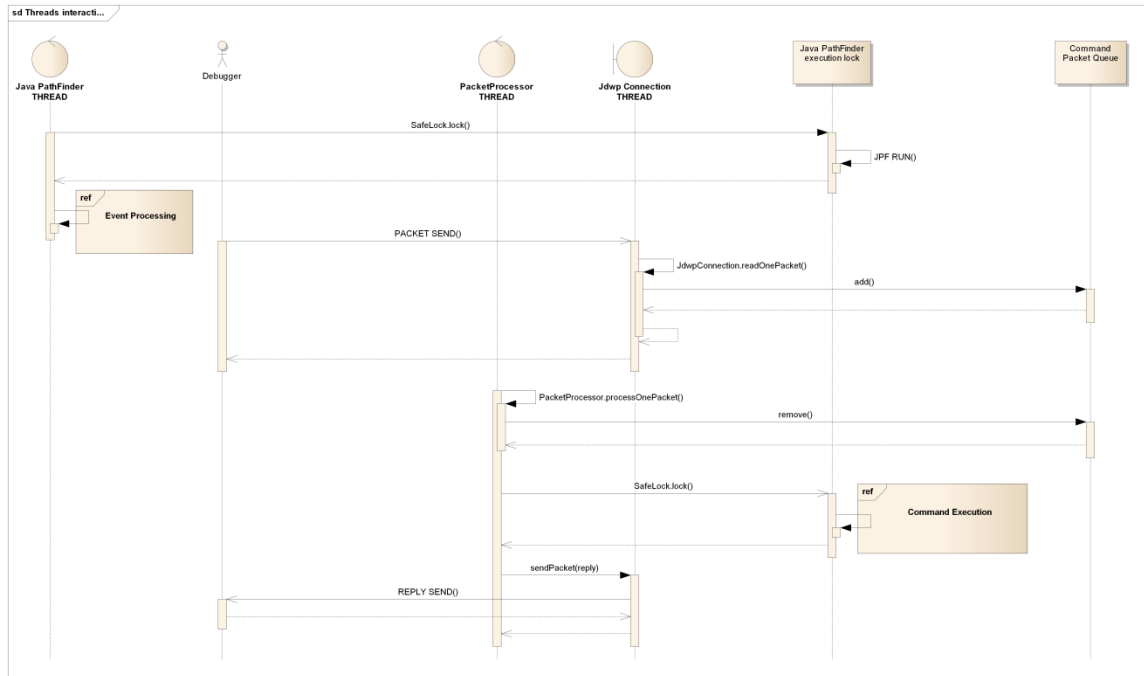 sd Threads interacti...
Java PathFinder
THREAD
Debugger
PacketProcessor
THREAD
Jdwp Connection
THREAD
Java PathFinder
execution lock
Command
Packet Queue
SafeLock.lock()
JPF RUN()
ref
Event Processing
PACKET SEND()
JdwpConnection.readOnePacket()
add()
PacketProcessor.processOnePacket()
remove()
SafeLock.lock()
ref
Command Execution
sendPacket(reply)
REPLY SEND()